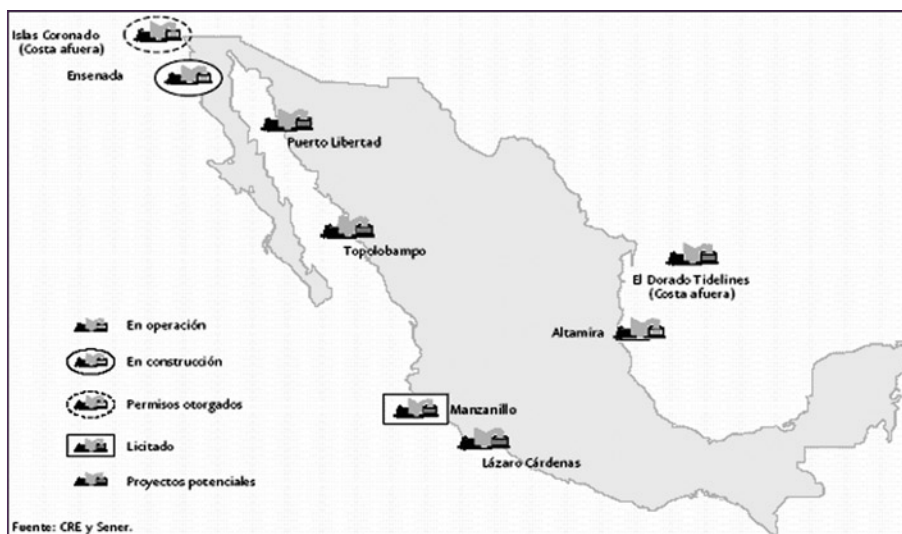 Islas Coronado
(Costa afuera)
Ensenada
Puerto Libertad
Topolobampo
El Dorado Tidelines
(Costa afuera)
Altamira
En operación
En construcción
Permisos otorgados
Manzanillo
Licitado
Lázaro Cárdenas
Proyectos potenciales
Fuente: CRE y Sener.